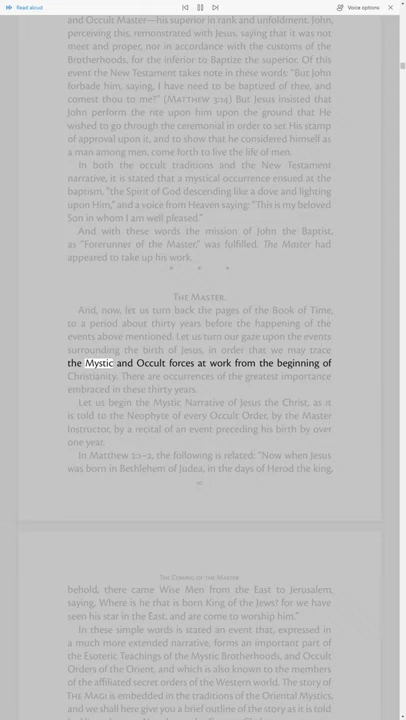 Read aloud
Voice options
and Occult Master—his superior in rank and unfoldment. John,
perceiving this, remonstrated with Jesus, saying that it was not
meet and proper, nor in accordance with the customs of the
Brotherhoods, for the inferior to Baptize the superior. Of this
event the New Testament takes note in these words: "But John
forbade him, saying, I have need to be baptized of thee, and
comest thou to me?" (Matthew 3:14) But Jesus insisted that
John perform the rite upon him upon the ground that He
wished to go through the ceremonial in order to set His stamp
of approval upon it, and to show that he considered himself as
a man among men, come forth to live the life of men.
In both the occult traditions and the New Testament
narrative, it is stated that a mystical occurrence ensued at the
baptism, "the Spirit of God descending like a dove and lighting
upon Him," and a voice from Heaven saying: "This is my beloved
Son in whom I am well pleased."
And with these words the mission of John the Baptist,
as "Forerunner of the Master," was fulfilled. The Master had
appeared to take up his work.
* * *
The Master.
And, now, let us turn back the pages of the Book of Time,
to a period about thirty years before the happening of the
events above mentioned. Let us turn our gaze upon the events
surrounding the birth of Jesus, in order that we may trace
the Mystic and Occult forces at work from the beginning of
Christianity. There are occurrences of the greatest importance
embraced in these thirty years.
Let us begin the Mystic Narrative of Jesus the Christ, as it
is told to the Neophyte of every Occult Order, by the Master
Instructor, by a recital of an event preceding his birth by over
one year.
In Matthew 2:1–2, the following is related: "Now when Jesus
was born in Bethlehem of Judea, in the days of Herod the king,
The Coming of the Master
behold, there came Wise Men from the East to Jerusalem,
saying, Where is he that is born King of the Jews? for we have
seen his star in the East, and are come to worship him."
In these simple words is stated an event that, expressed in
a much more extended narrative, forms an important part of
the Esoteric Teachings of the Mystic Brotherhoods, and Occult
Orders of the Orient, and which is also known to the members
of the affiliated secret orders of the Western world. The story of
The Magi is embedded in the traditions of the Oriental Mystics,
and we shall here give you a brief outline of the story as it is told